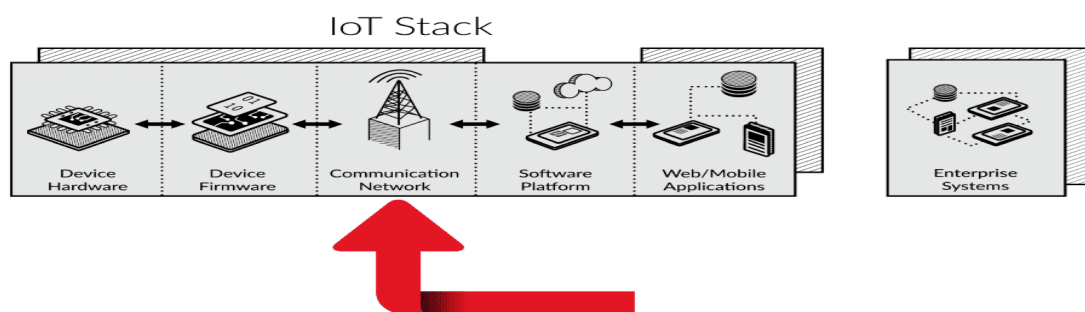 IoT Stack
Device
Hardware
Device
Firmware
Communication
Network
Software
Platform
Web/Mobile
Applications
Enterprise
Systems